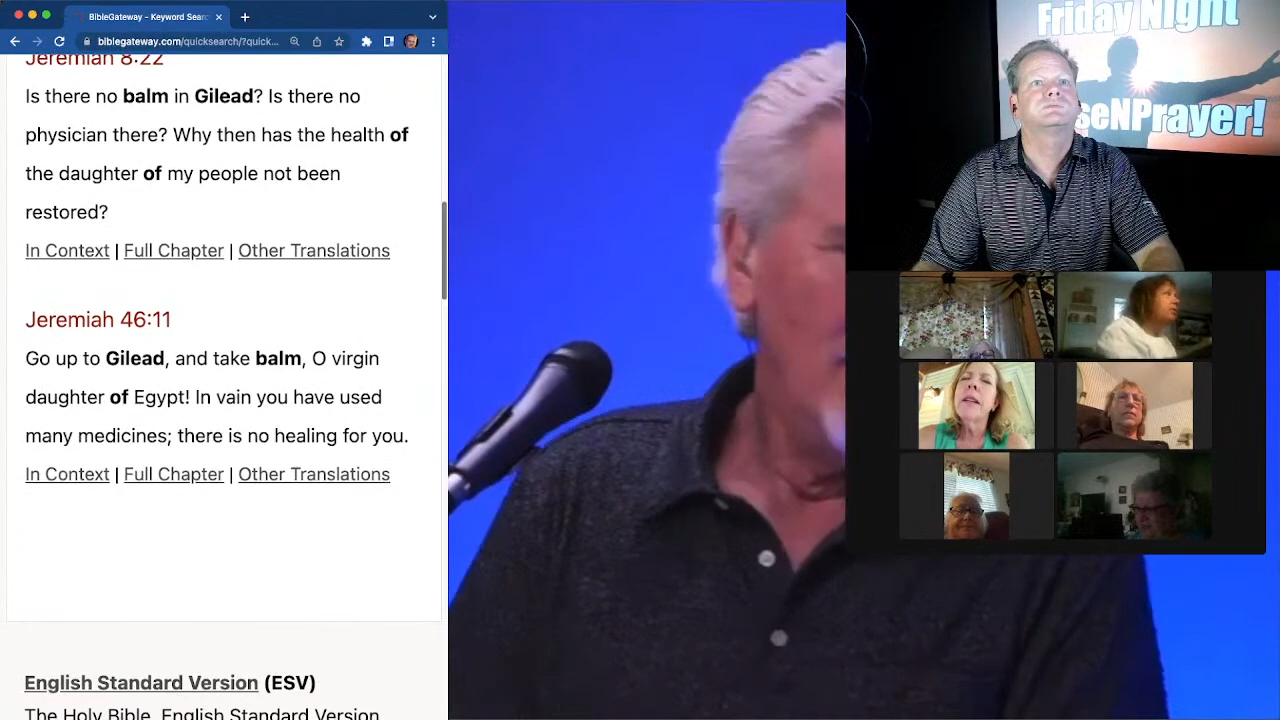 BibleGateway - Keyword Searc
biblegateway.com/quicksearch/?quick...
Jeremiah 8:22
Is there no balm in Gilead? Is there no
physician there? Why then has the health of
the daughter of my people not been
restored?
In Context | Full Chapter | Other Translations
Jeremiah 46:11
Go up to Gilead, and take balm, O virgin
daughter of Egypt! In vain you have used
many medicines; there is no healing for you.
In Context | Full Chapter | Other Translations
English Standard Version (ESV)
The Holy Bible, English Standard Version
Friday Night
seNPrayer!